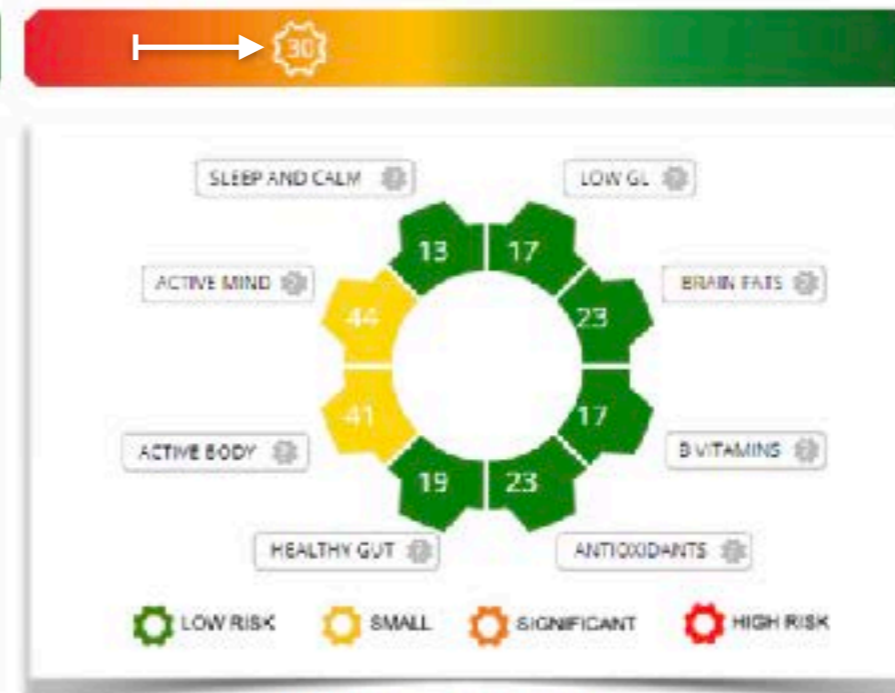 30
SLEEP AND CALM ?
LOW GL ?
13
17
ACTIVE MIND ?
BRAIN FATS ?
44
23
41
17
ACTIVE BODY ?
B VITAMINS ?
19
23
HEALTHY GUT ?
ANTIOXIDANTS ?
LOW RISK
SMALL
SIGNIFICANT
HIGH RISK